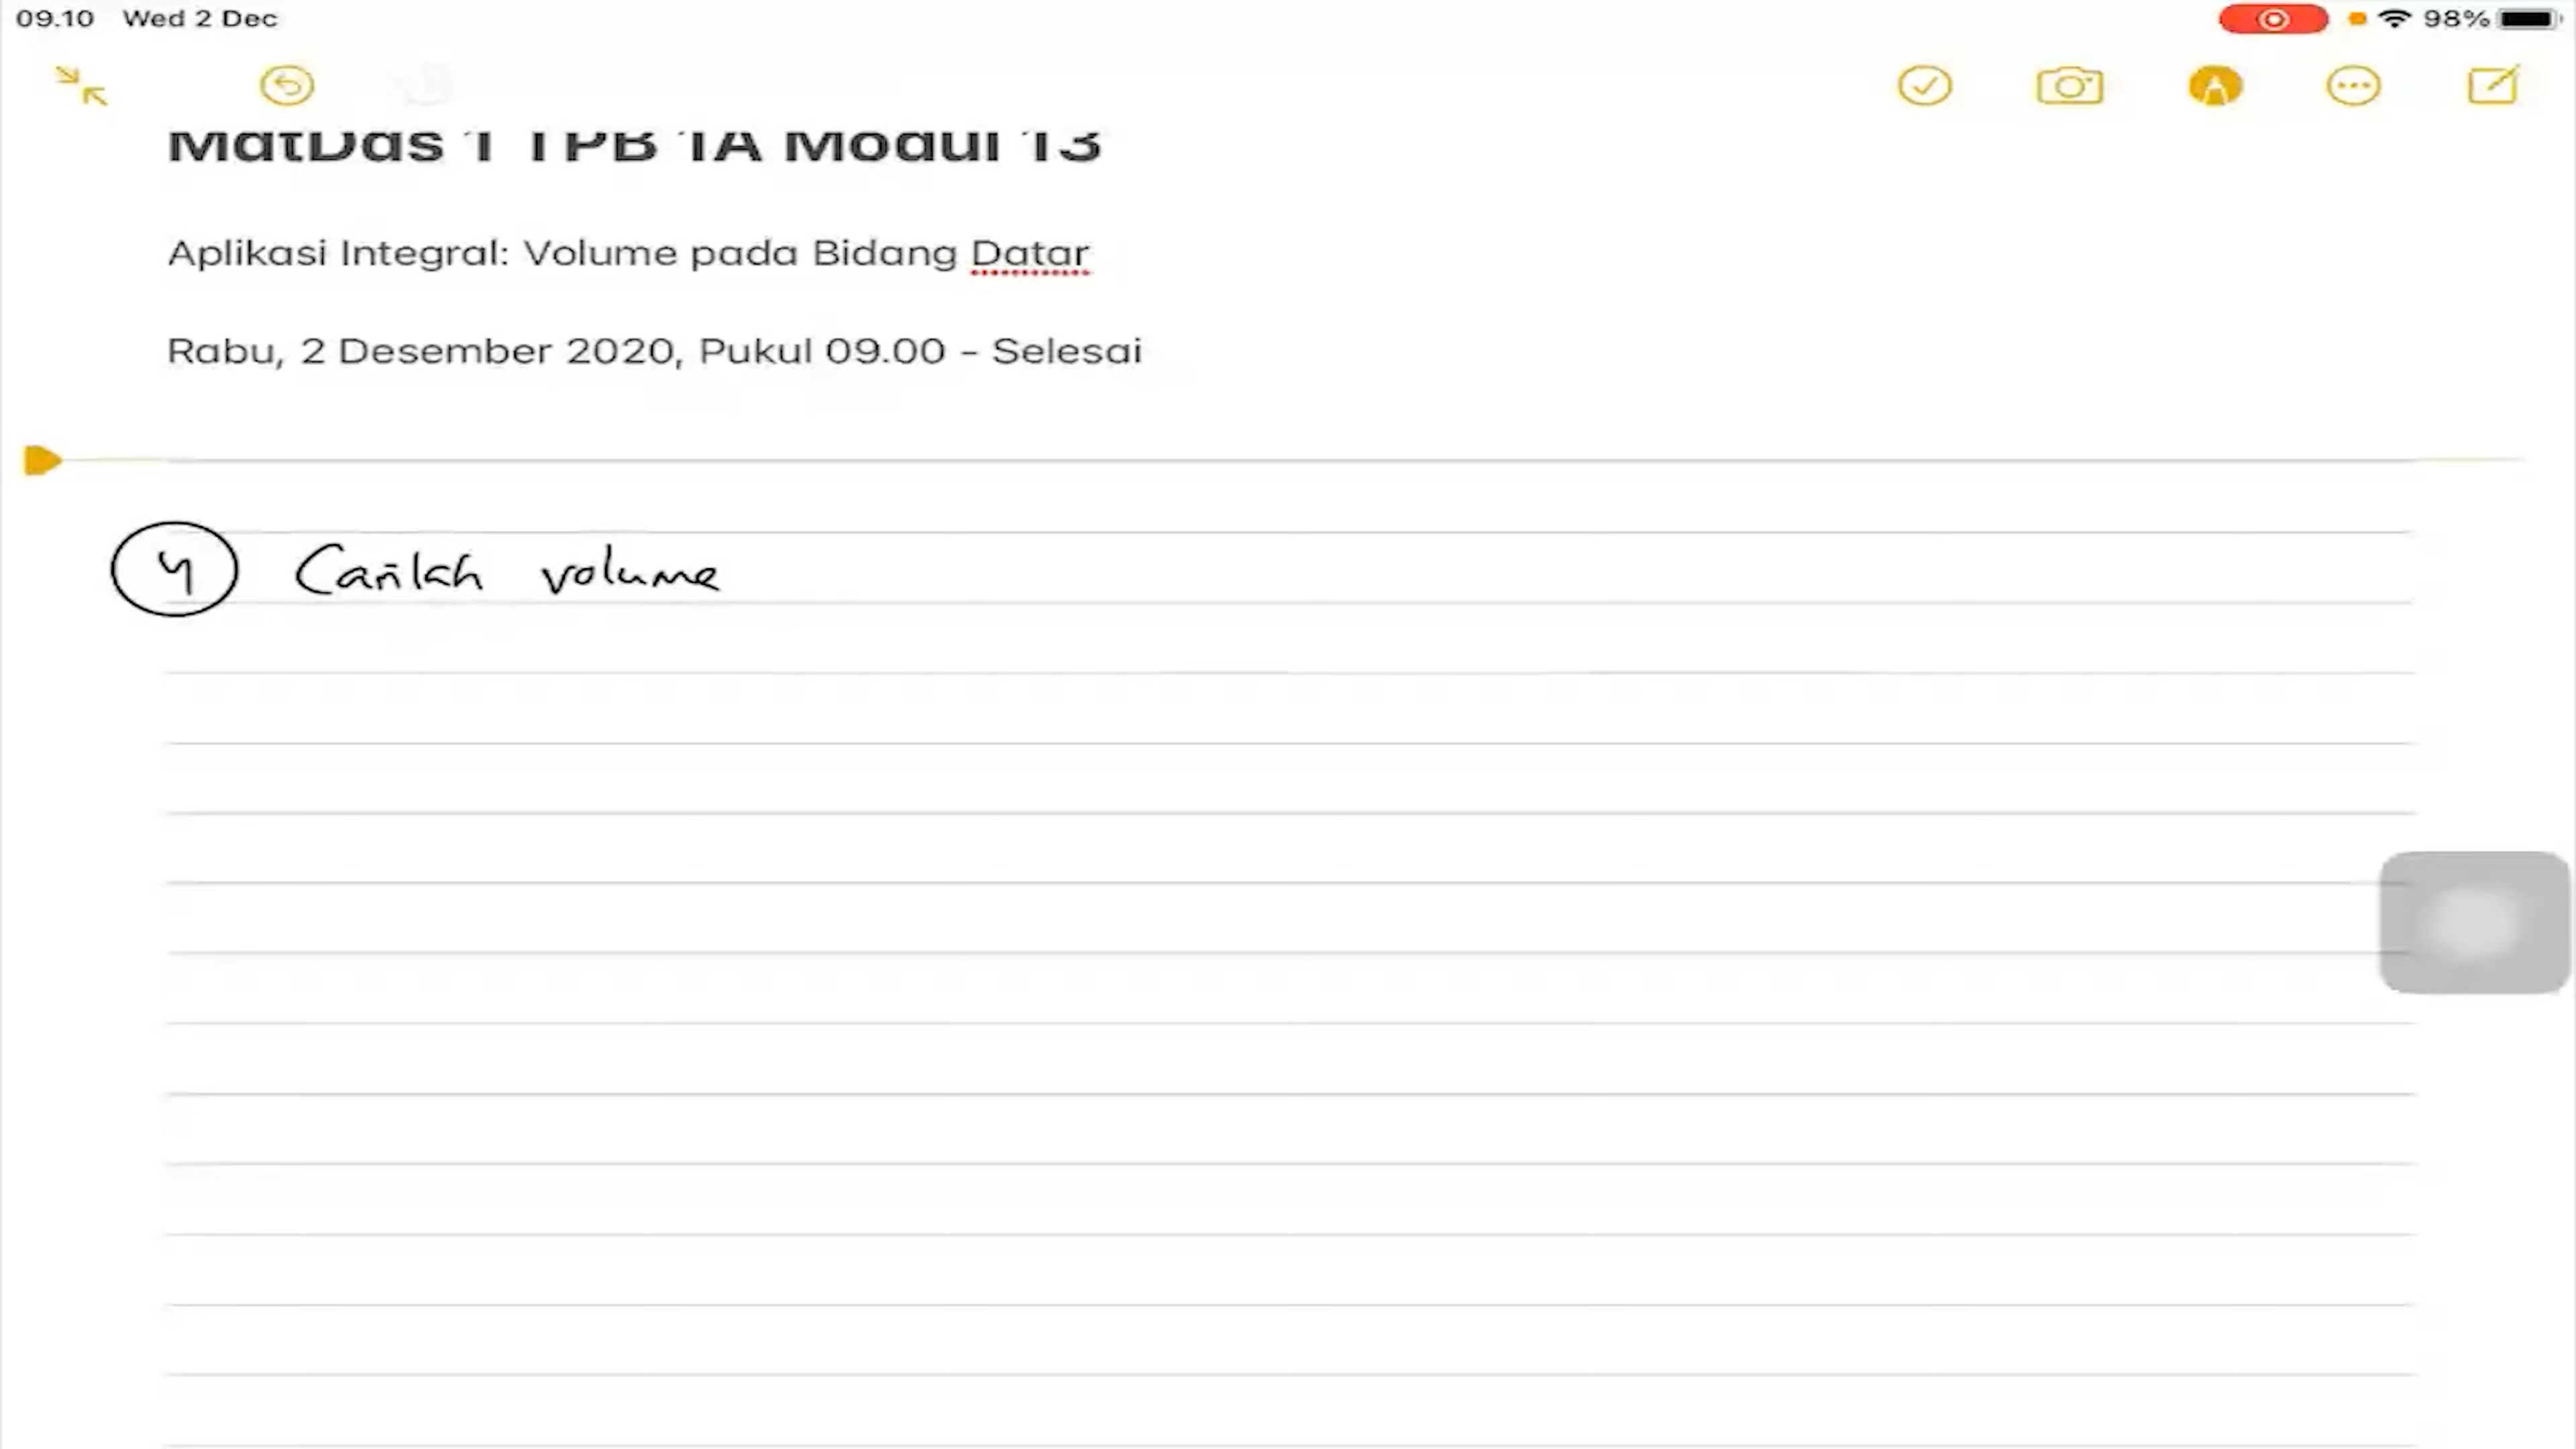 09.10 Wed 2 Dec 98%
MatDas 1 TPB 1A Modul 13
Aplikasi Integral: Volume pada Bidang Datar
Rabu, 2 Desember 2020, Pukul 09.00 - Selesai
4 Carilah volume